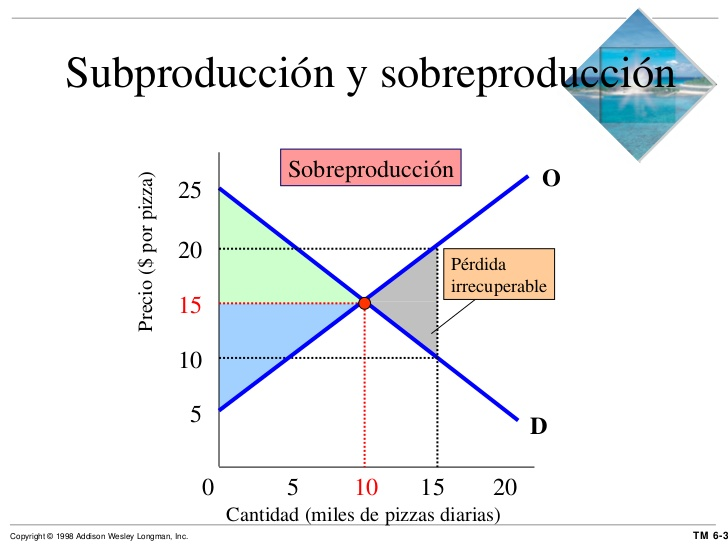 Subproducción y sobreproducción
Sobreproducción
O
Precio ($ por pizza)
25
20
15
10
5
Pérdida
irrecuperable
D
0 5 10 15 20
Cantidad (miles de pizzas diarias)
Copyright © 1998 Addison Wesley Longman, Inc.
TM 6-3